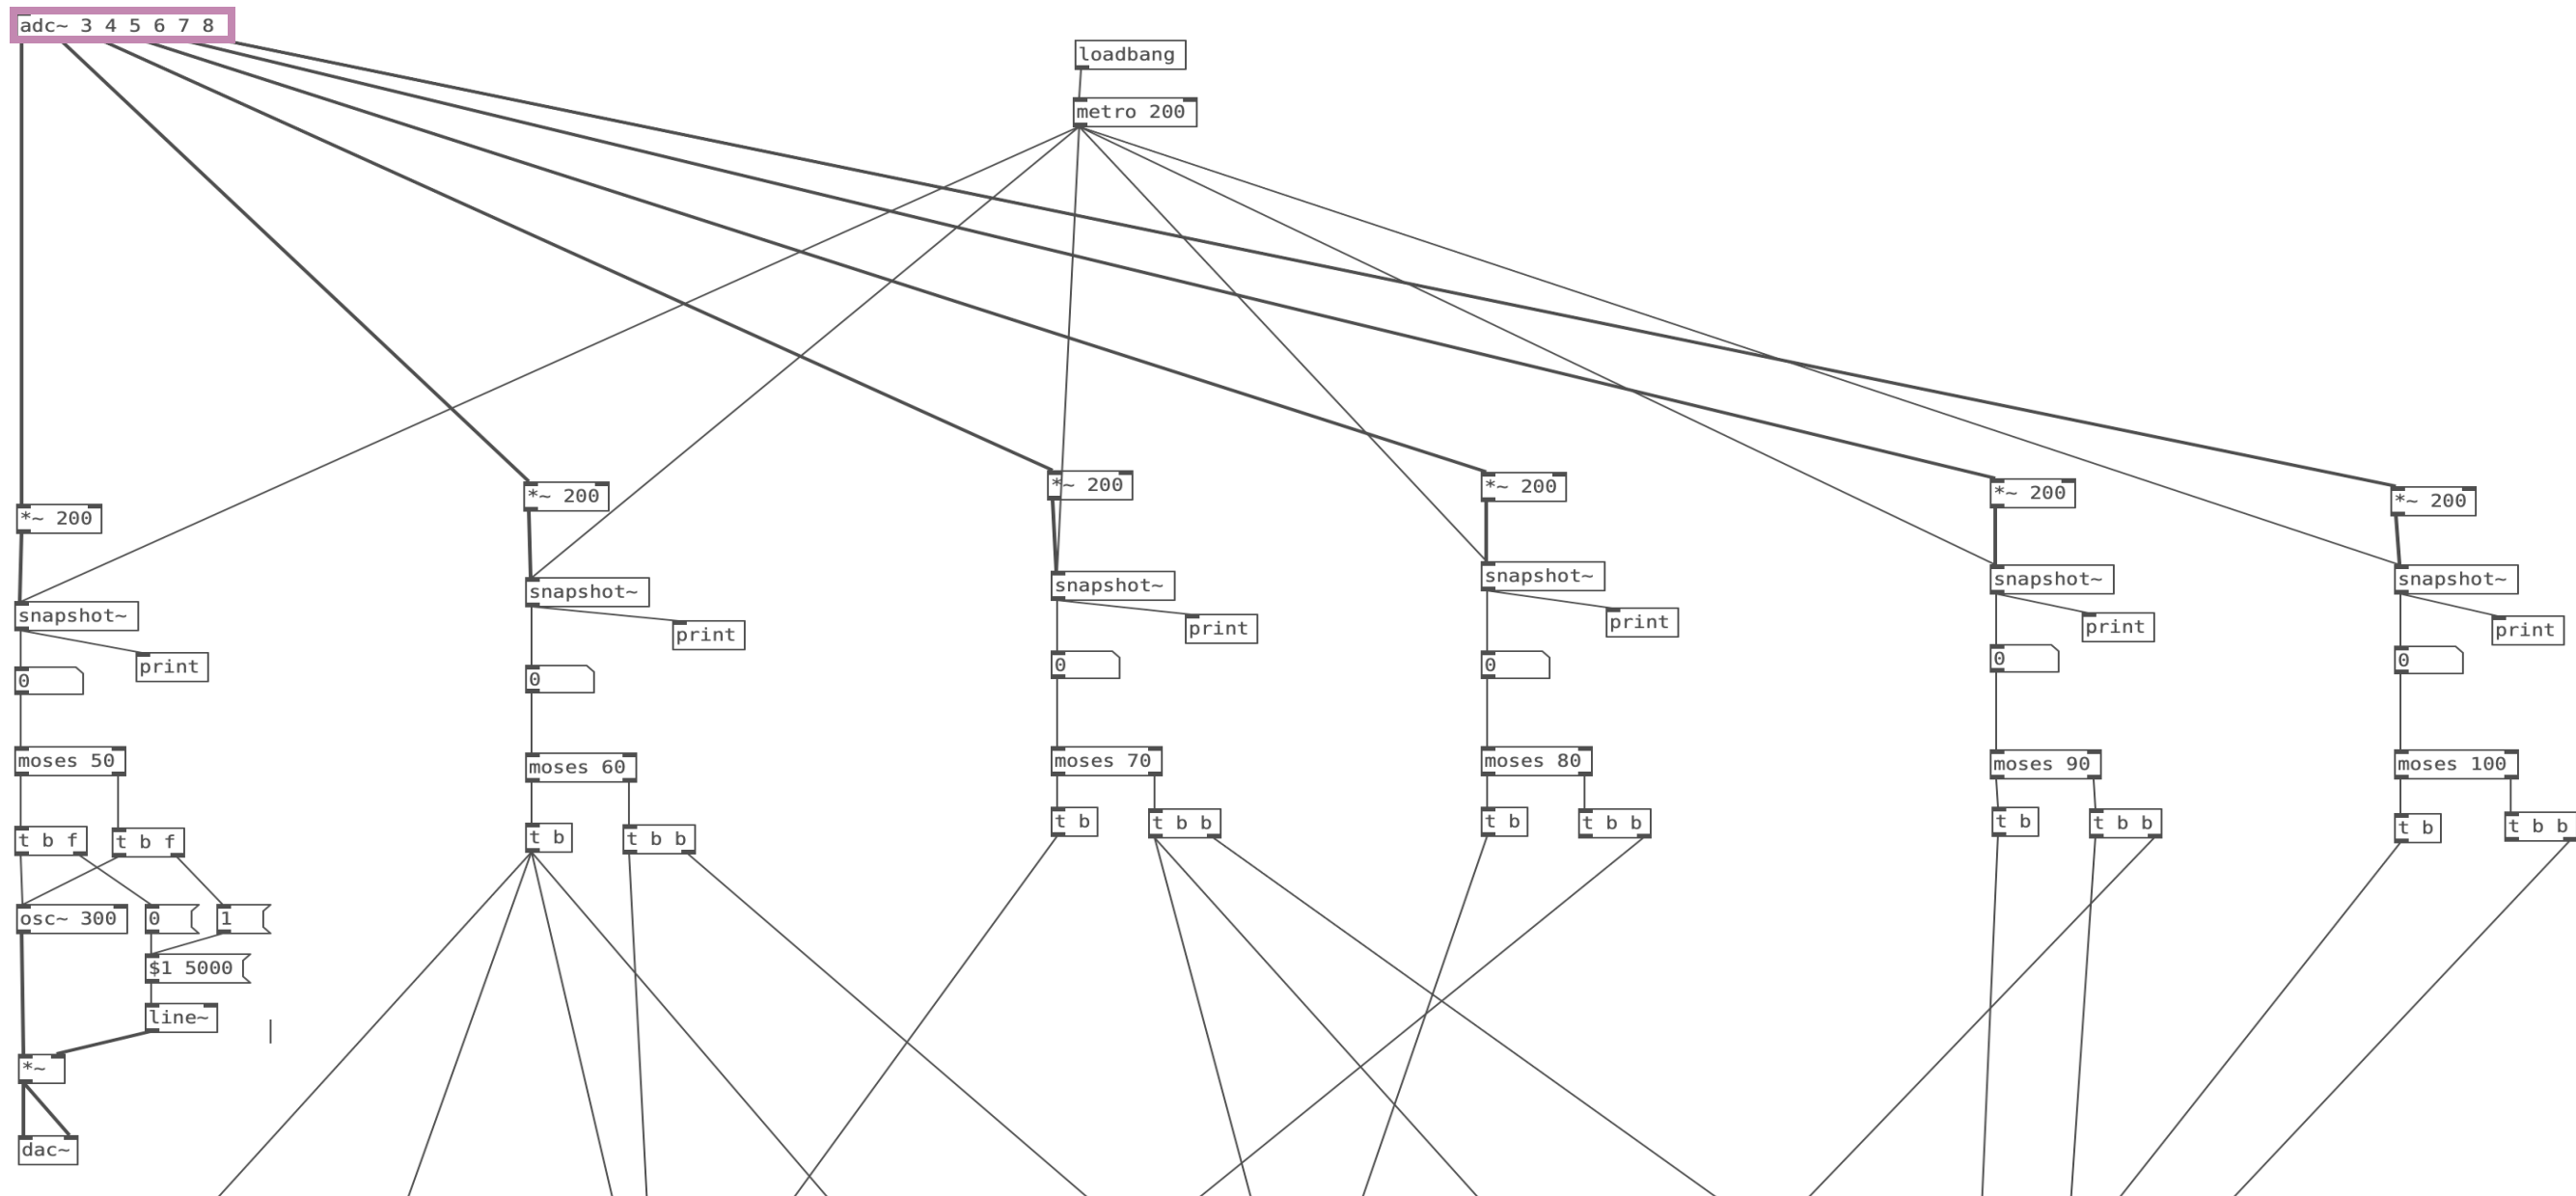 adc~ 3 4 5 6 7 8
loadbang
metro 200
*~ 200
*~ 200
*~ 200
*~ 200
*~ 200
*~ 200
snapshot~
snapshot~
snapshot~
snapshot~
snapshot~
snapshot~
print
print
print
print
print
print
0
0
0
0
0
0
moses 50
moses 60
moses 70
moses 80
moses 90
moses 100
t b f
t b f
t b
t b b
t b
t b b
t b
t b b
t b
t b b
t b
t b b
osc~ 300
0
1
$1 5000
line~
*~
dac~